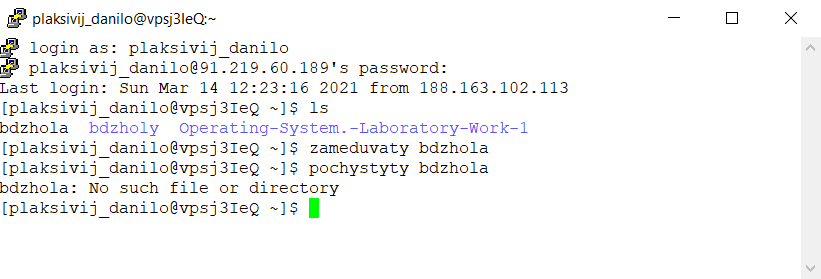 plaksivij_danilo@vpsj3IeQ:~
login as: plaksivij_danilo
plaksivij_danilo@91.219.60.189's password:
Last login: Sun Mar 14 12:23:16 2021 from 188.163.102.113
[plaksivij_danilo@vpsj3IeQ ~]$ ls
bdzhola  bdzholy  Operating-System.-Laboratory-Work-1
[plaksivij_danilo@vpsj3IeQ ~]$ zameduvaty bdzhola
[plaksivij_danilo@vpsj3IeQ ~]$ pochystyty bdzhola
bdzhola: No such file or directory
[plaksivij_danilo@vpsj3IeQ ~]$